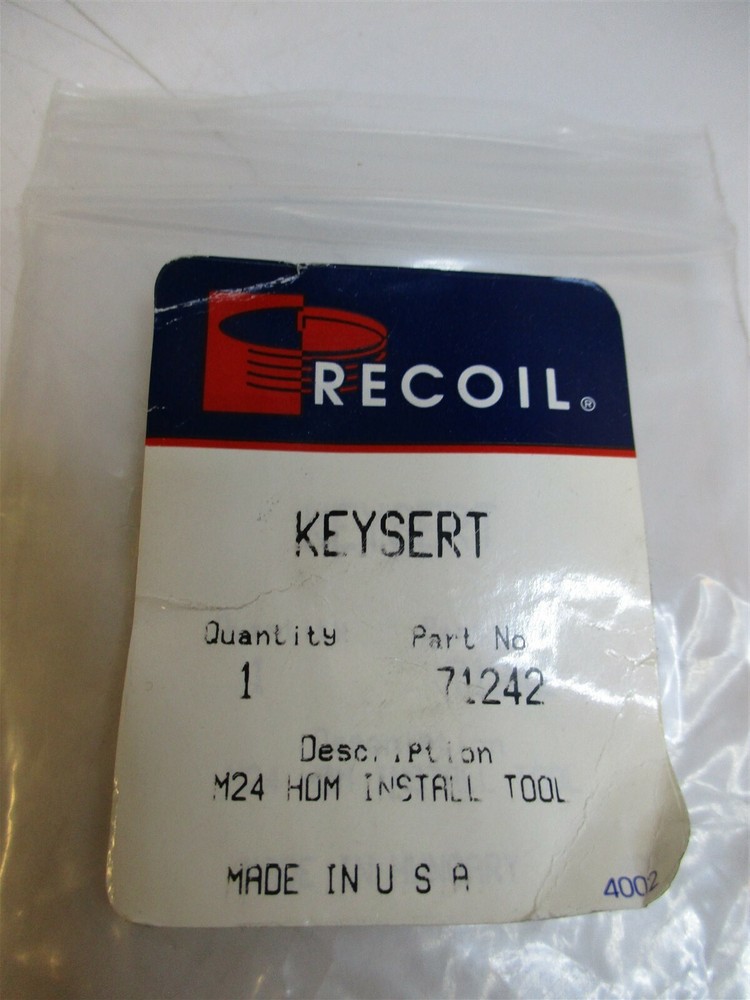 RECOIL®
KEYSERT
Quantity Part No
1 71242
Description
M24 HDM INSTALL TOOL
MADE IN U S A
4002